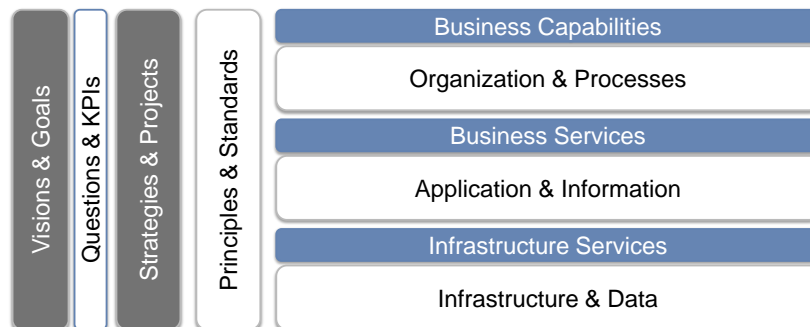 Visions & Goals
Questions & KPIs
Strategies & Projects
Principles & Standards
Business Capabilities
Organization & Processes
Business Services
Application & Information
Infrastructure Services
Infrastructure & Data